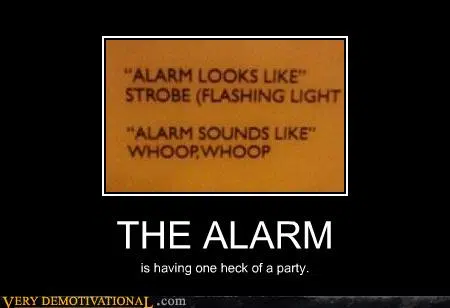 "ALARM LOOKS LIKE"
STROBE (FLASHING LIGHT
"ALARM SOUNDS LIKE"
WHOOP, WHOOP
THE ALARM
is having one heck of a party.
VERY DEMOTIVATIONAL.com